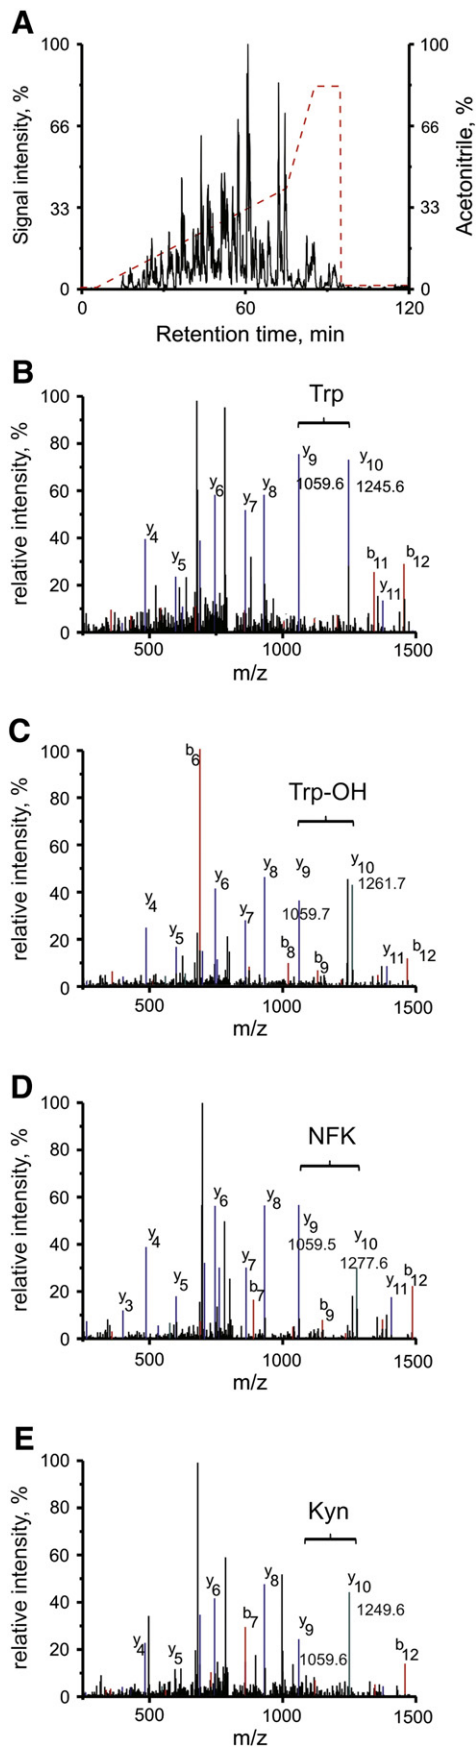 A
100 100
Signal intensity, %
Acetonitrile, %
66 66
33 33
0 0
0 60 120
Retention time, min
B
Trp
100
80
60
40
20
0
relative intensity, %
y4 y5 y6 y7 y8 y9 y10
1059.6 1245.6
b11 y11 b12
500 1000 1500
m/z
C
Trp-OH
100
80
60
40
20
0
relative intensity, %
b6
y4 y5 y6 y7 y8 y9 y10
1059.7 1261.7
b8 b9 y11 b12
500 1000 1500
D
NFK
100
80
60
40
20
0
relative intensity, %
y3 y4 y5 y6 y7 b7 y8 y9 y10
1059.5 1277.6
b9 y11 b12
500 1000 1500
m/z
E
Kyn
100
80
60
40
20
0
relative intensity, %
y4 y5 y6 b7 y8 y9 y10
1059.6 1249.6
b12
500 1000 1500
m/z